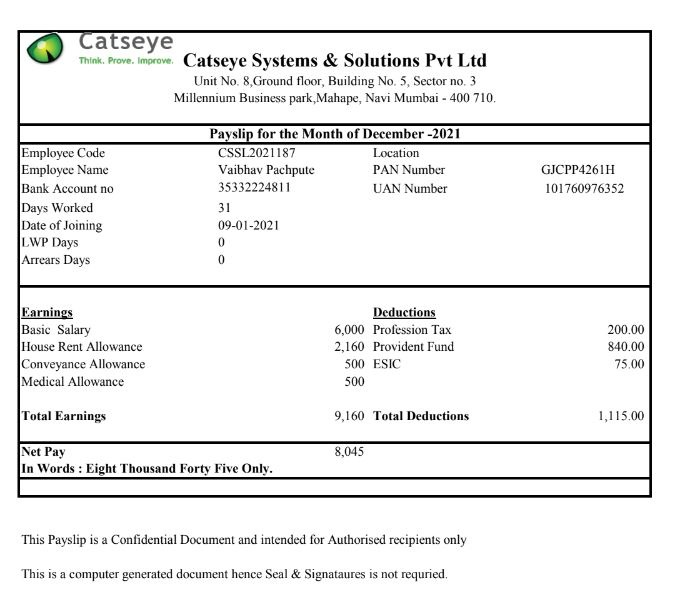 Catseye
Think. Prove. Improve.
Catseye Systems & Solutions Pvt Ltd
Unit No. 8,Ground floor, Building No. 5, Sector no. 3
Millennium Business park,Mahape, Navi Mumbai - 400 710.
Payslip for the Month of December -2021
Employee Code CSSL2021187 Location
Employee Name Vaibhav Pachpute PAN Number GJCPP4261H
Bank Account no 35332224811 UAN Number 101760976352
Days Worked 31
Date of Joining 09-01-2021
LWP Days 0
Arrears Days 0
Earnings Deductions
Basic Salary 6,000 Profession Tax 200.00
House Rent Allowance 2,160 Provident Fund 840.00
Conveyance Allowance 500 ESIC 75.00
Medical Allowance 500
Total Earnings 9,160 Total Deductions 1,115.00
Net Pay 8,045
In Words : Eight Thousand Forty Five Only.
This Payslip is a Confidential Document and intended for Authorised recipients only
This is a computer generated document hence Seal & Signataures is not requried.